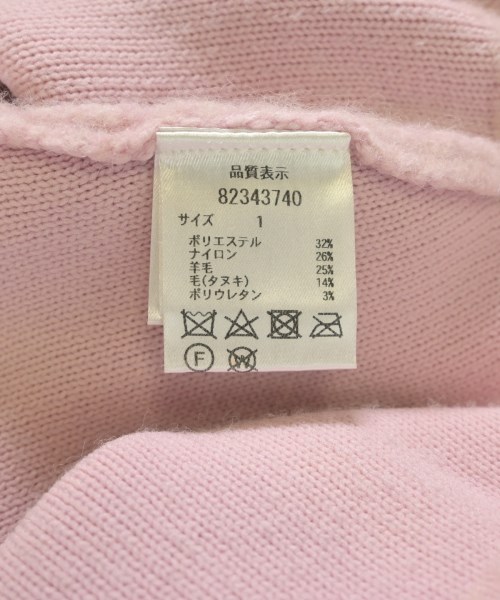 品質表示
82343740
サイズ 1
ポリエステル 32%
ナイロン 26%
羊毛 25%
毛(タヌキ) 14%
ポリウレタン 3%
F W